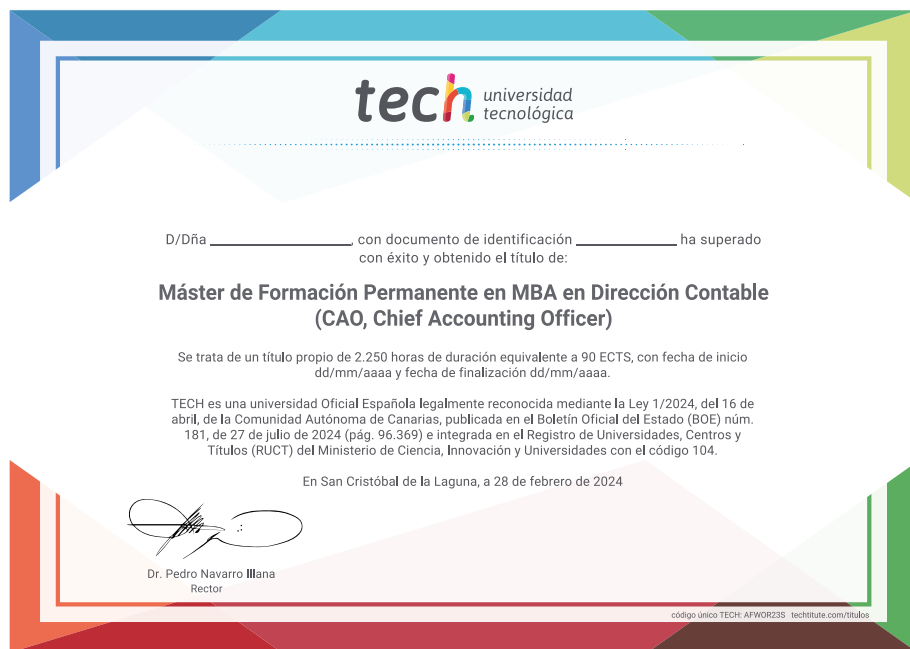 tech universidad
tecnológica
D/Dña ________________, con documento de identificación ____________ ha superado
con éxito y obtenido el título de:
Máster de Formación Permanente en MBA en Dirección Contable
(CAO, Chief Accounting Officer)
Se trata de un título propio de 2.250 horas de duración equivalente a 90 ECTS, con fecha de inicio
dd/mm/aaaa y fecha de finalización dd/mm/aaaa.
TECH es una universidad Oficial Española legalmente reconocida mediante la Ley 1/2024, del 16 de
abril, de la Comunidad Autónoma de Canarias, publicada en el Boletín Oficial del Estado (BOE) núm.
181, de 27 de julio de 2024 (pág. 96.369) e integrada en el Registro de Universidades, Centros y
Títulos (RUCT) del Ministerio de Ciencia, Innovación y Universidades con el código 104.
En San Cristóbal de la Laguna, a 28 de febrero de 2024
Dr. Pedro Navarro Illana
Rector
código único TECH: AFWOR23S techtitute.com/titulos